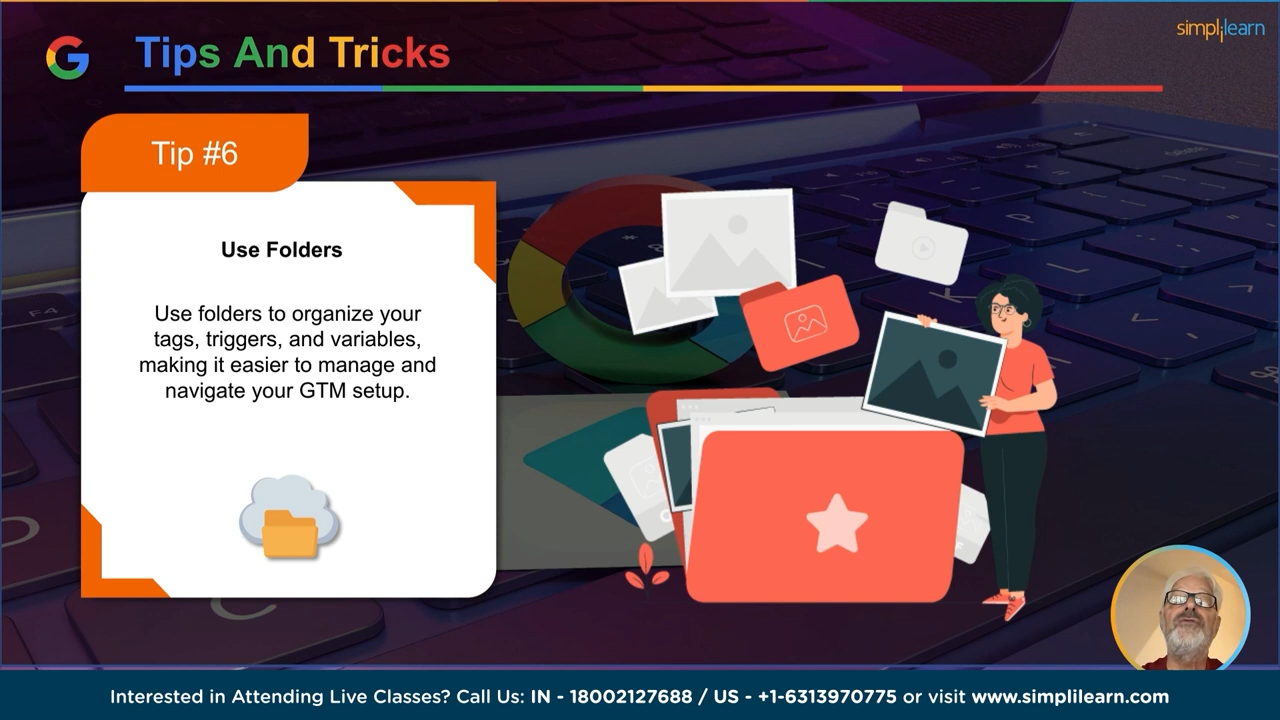 Tips And Tricks
simplilearn
Tip #6
Use Folders
Use folders to organize your
tags, triggers, and variables,
making it easier to manage and
navigate your GTM setup.
Interested in Attending Live Classes? Call Us: IN - 18002127688 / US - +1-6313970775 or visit www.simplilearn.com